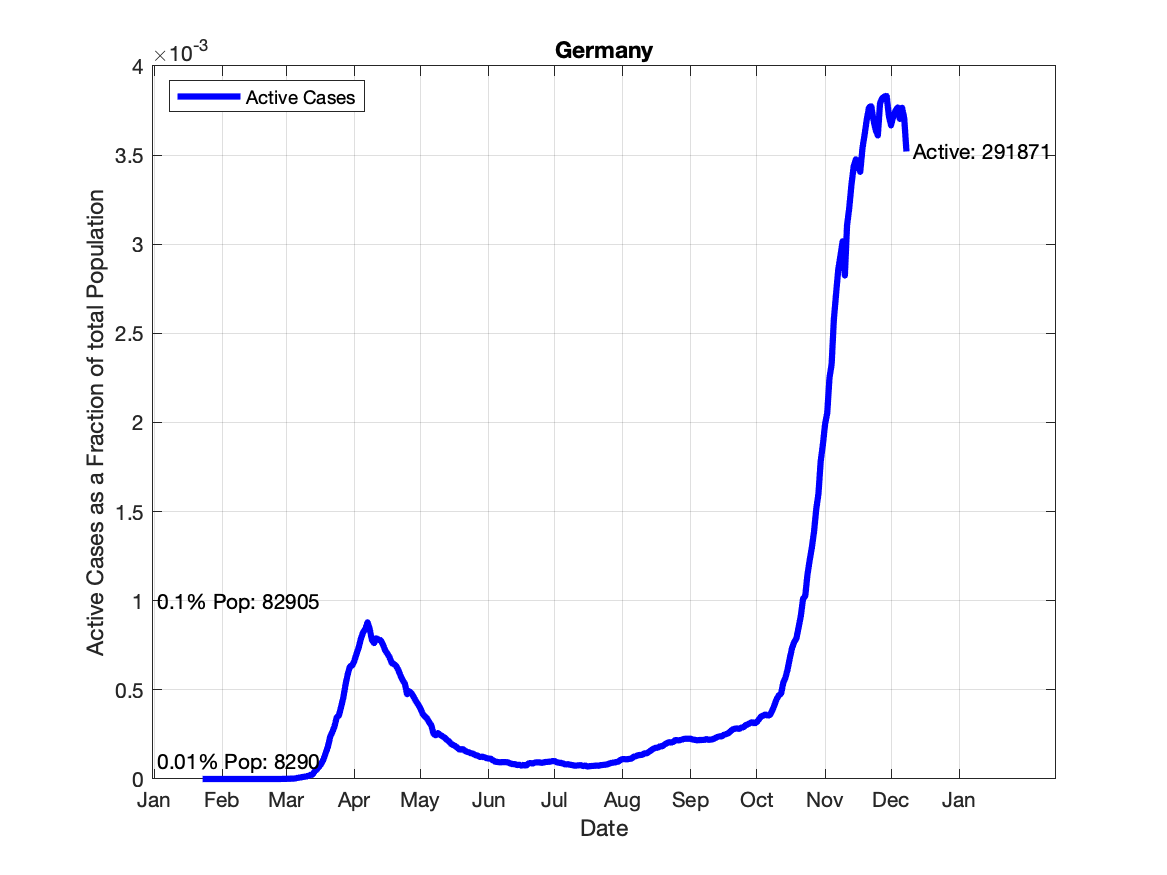 Germany
×10-3
Active Cases
4
3.5
3
2.5
2
1.5
1
0.5
0
Active Cases as a Fraction of total Population
Active: 291871
0.1% Pop: 82905
0.01% Pop: 8290
Jan Feb Mar Apr May Jun Jul Aug Sep Oct Nov Dec Jan
Date